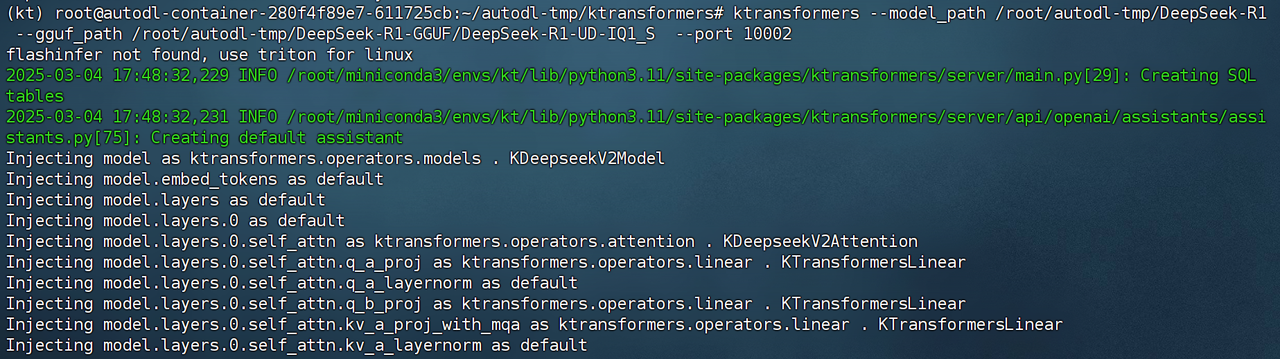 (kt) root@autodl-container-280f4f89e7-611725cb:~/autodl-tmp/ktransformers# ktransformers --model_path /root/autodl-tmp/DeepSeek-R1
 --gguf_path /root/autodl-tmp/DeepSeek-R1-GGUF/DeepSeek-R1-UD-IQ1_S  --port 10002
flashinfer not found, use triton for linux
2025-03-04 17:48:32,229 INFO /root/miniconda3/envs/kt/lib/python3.11/site-packages/ktransformers/server/main.py[29]: Creating SQL
tables
2025-03-04 17:48:32,231 INFO /root/miniconda3/envs/kt/lib/python3.11/site-packages/ktransformers/server/api/openai/assistants/assi
stants.py[75]: Creating default assistant
Injecting model as ktransformers.operators.models . KDeepseekV2Model
Injecting model.embed_tokens as default
Injecting model.layers as default
Injecting model.layers.0 as default
Injecting model.layers.0.self_attn as ktransformers.operators.attention . KDeepseekV2Attention
Injecting model.layers.0.self_attn.q_a_proj as ktransformers.operators.linear . KTransformersLinear
Injecting model.layers.0.self_attn.q_a_layernorm as default
Injecting model.layers.0.self_attn.q_b_proj as ktransformers.operators.linear . KTransformersLinear
Injecting model.layers.0.self_attn.kv_a_proj_with_mqa as ktransformers.operators.linear . KTransformersLinear
Injecting model.layers.0.self_attn.kv_a_layernorm as default